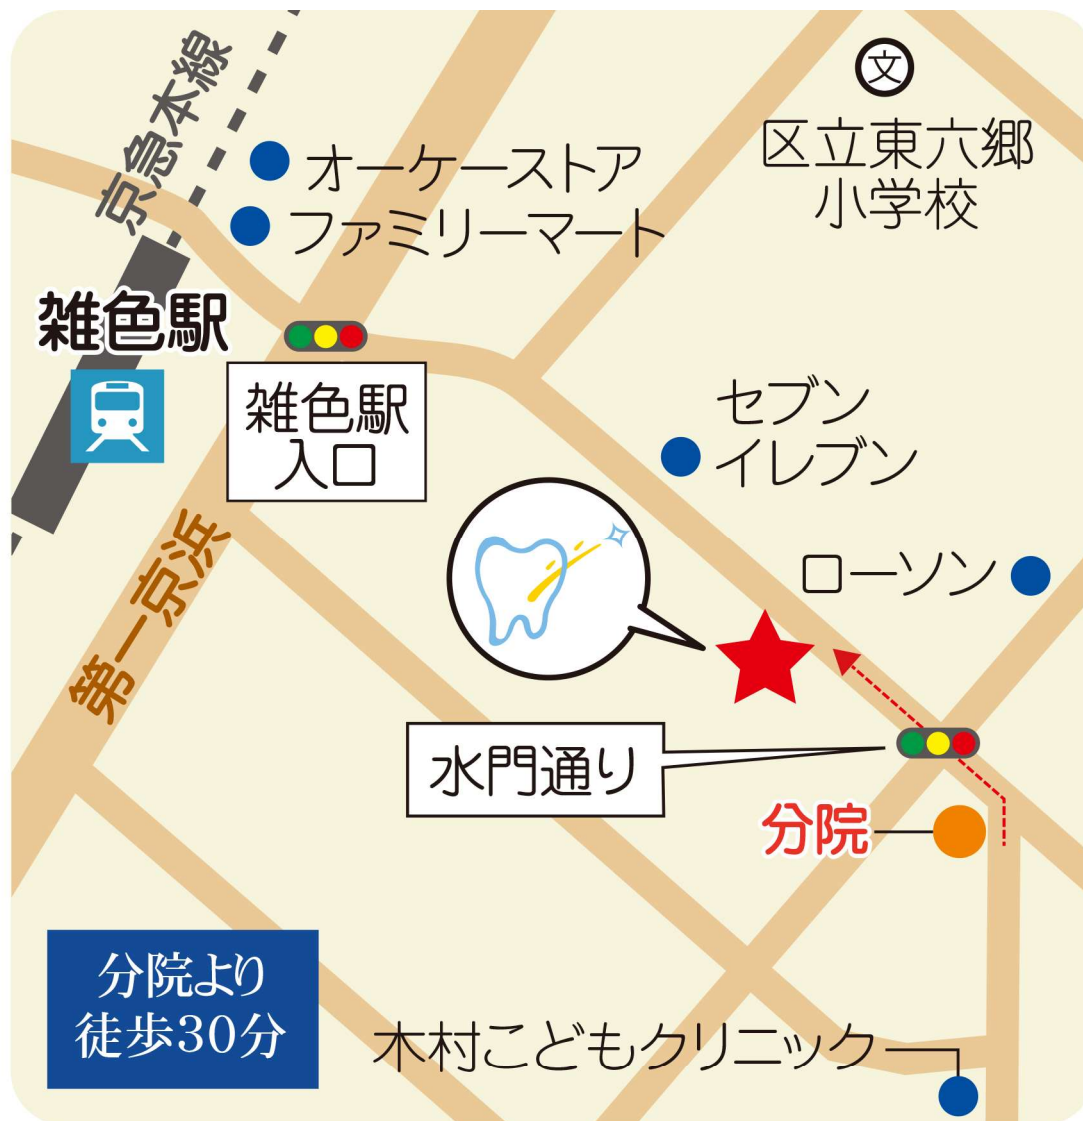 京急本線
文
区立東六郷
小学校
オーケーストア
ファミリーマート
雑色駅
雑色駅
入口
セブン
イレブン
ローソン
第一京浜
水門通り
分院
分院より
徒歩30分
木村こどもクリニック